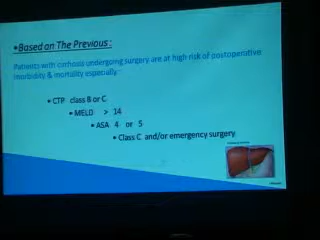 •Based on The Previous :
Patients with cirrhosis undergoing surgery are at high risk of postoperative
morbidity & mortality especially:-
• CTP class B or C
• MELD > 14
• ASA 4 or 5
• Class C and/or emergency surgery